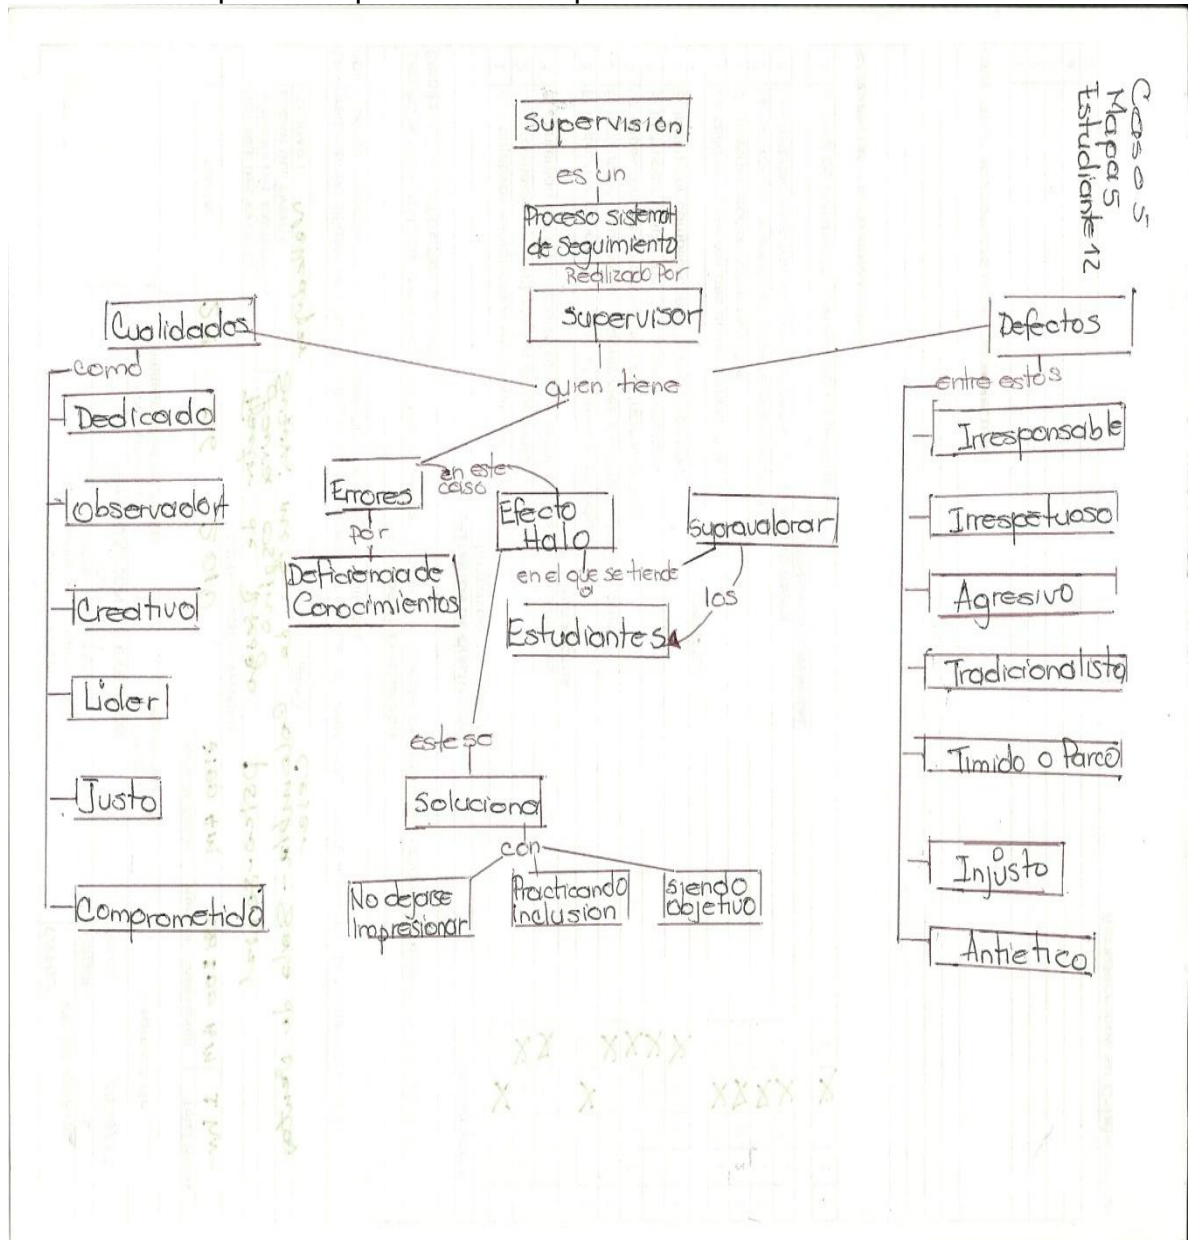 Caso 5
Mapa 5
Estudiante 12
Supervisión
es un
Proceso sistemat
de Seguimiento
Realizado Por
Supervisor
quien tiene
Cualidades
como
Dedicado
Observador
Creativo
Lider
Justo
Comprometido
Errores
por
Deficiencia de
Conocimientos
en este
caso
Efecto
Halo
en el que se tiende
a
Supravalorar
los
Estudiantes
este se
Soluciona
con
No dejarse
Impresionar
Practicando
Inclusion
siendo
objetivo
Defectos
entre estos
Irresponsable
Irrespetuoso
Agresivo
Tradicionalista
Timido o Parco
Injusto
Antietico